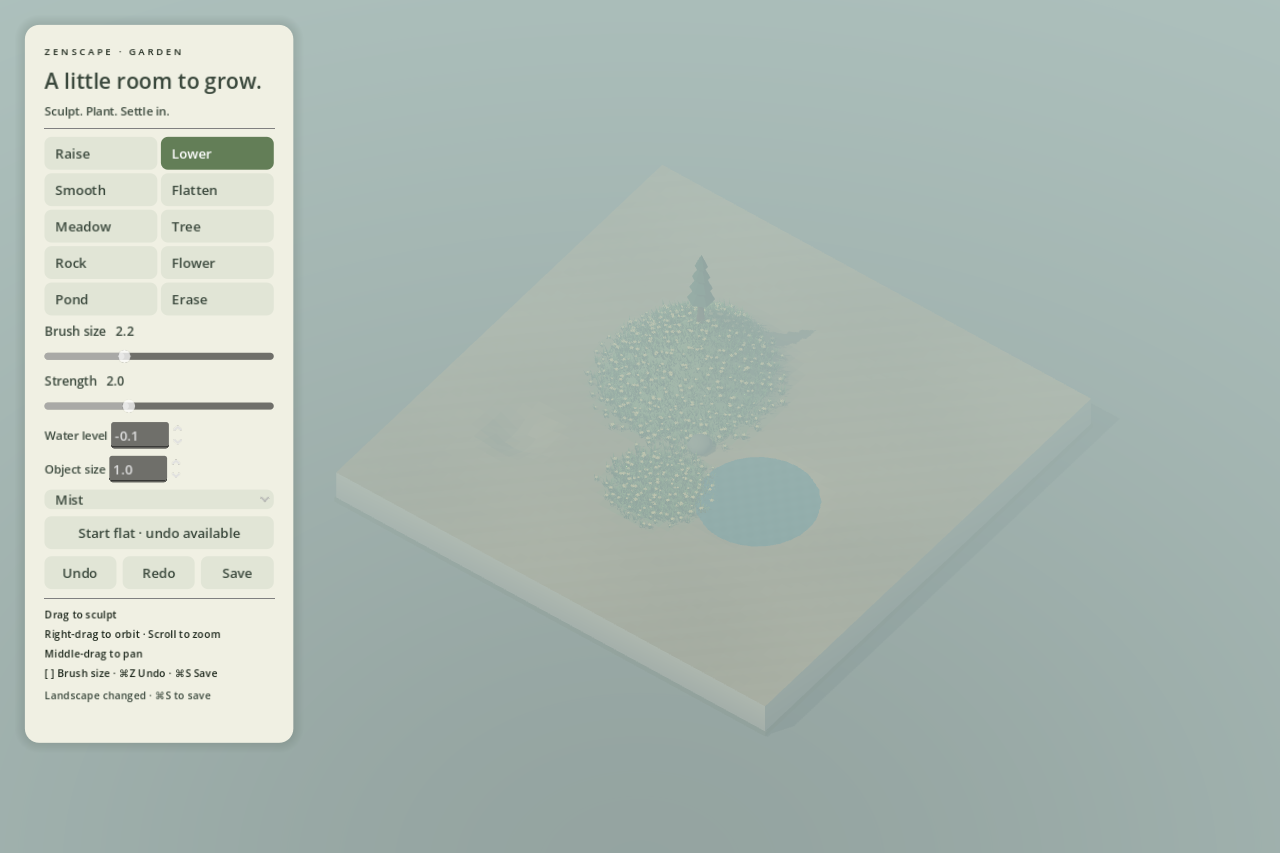 ZENSCAPE · GARDEN
A little room to grow.
Sculpt. Plant. Settle in.
Raise Lower
Smooth Flatten
Meadow Tree
Rock Flower
Pond Erase
Brush size 2.2
Strength 2.0
Water level -0.1
Object size 1.0
Mist
Start flat · undo available
Undo Redo Save
Drag to sculpt
Right-drag to orbit · Scroll to zoom
Middle-drag to pan
[ ] Brush size · ⌘Z Undo · ⌘S Save
Landscape changed · ⌘S to save